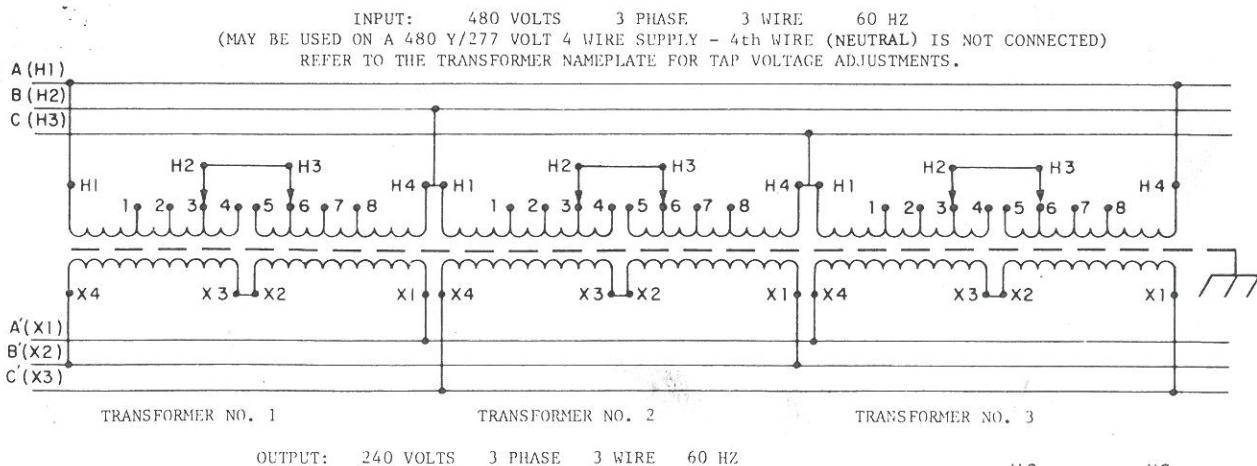 INPUT: 480 VOLTS 3 PHASE 3 WIRE 60 HZ
(MAY BE USED ON A 480 Y/277 VOLT 4 WIRE SUPPLY - 4th WIRE (NEUTRAL) IS NOT CONNECTED)
REFER TO THE TRANSFORMER NAMEPLATE FOR TAP VOLTAGE ADJUSTMENTS.
A (H1)
B (H2)
C (H3)
H2 H3 H2 H3 H2 H3
H1 H4 H1 H4 H1 H4
1 2 3 4 5 6 7 8 1 2 3 4 5 6 7 8 1 2 3 4 5 6 7 8
X4 X3 X2 X1 X4 X3 X2 X1 X4 X3 X2 X1
A'(X1)
B'(X2)
C'(X3)
TRANSFORMER NO. 1 TRANSFORMER NO. 2 TRANSFORMER NO. 3
OUTPUT: 240 VOLTS 3 PHASE 3 WIRE 60 HZ